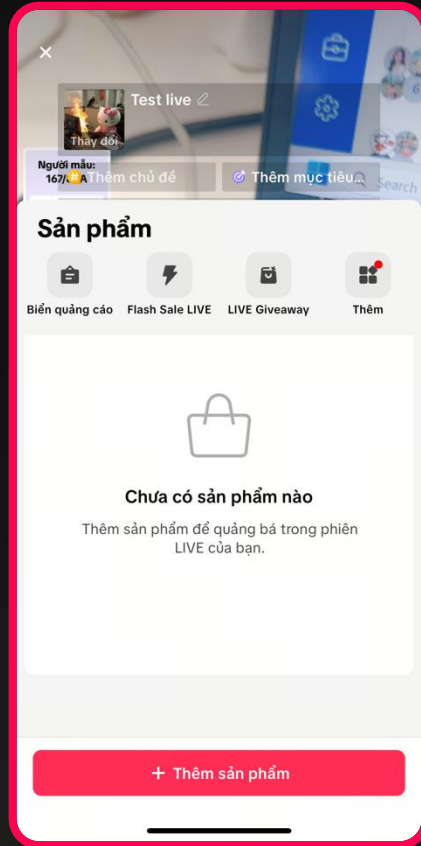 Test live
Thay đổi
Người mẫu:
Thêm chủ đề
Thêm mục tiêu...
Search
Sản phẩm
Biển quảng cáo
Flash Sale LIVE
LIVE Giveaway
Thêm
Chưa có sản phẩm nào
Thêm sản phẩm để quảng bá trong phiên
LIVE của bạn.
+ Thêm sản phẩm